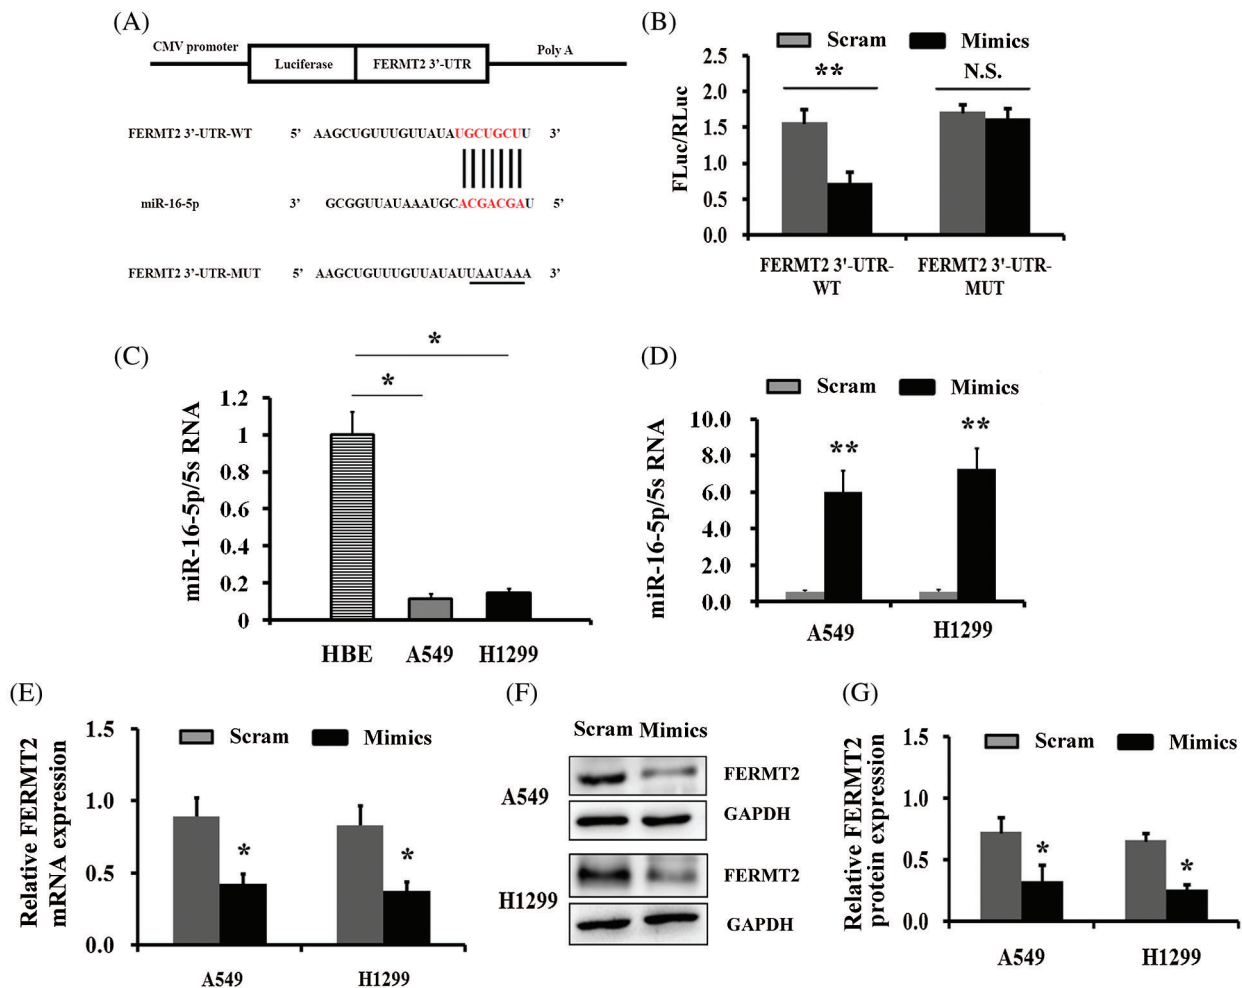 (A)
CMV promoter
Luciferase
FERMT2 3’-UTR
Poly A
FERMT2 3’-UTR-WT 5’ AAGCUGUUUGUUAUAUGCUGCUU 3’
miR-16-5p 3’ GCGGUUAUAAAUGCACGACGAU 5’
FERMT2 3’-UTR-MUT 5’ AAGCUGUUUGUUAUAUUAAUAAA 3’
(B)
Scram Mimics
FLuc/RLuc
2.5
2.0
1.5
1.0
0.5
0.0
**
N.S.
FERMT2 3'-UTR-
WT
FERMT2 3'-UTR-
MUT
(C)
miR-16-5p/5s RNA
1.2
1
0.8
0.6
0.4
0.2
0
*
*
HBE A549 H1299
(D)
Scram Mimics
miR-16-5p/5s RNA
10.0
8.0
6.0
4.0
2.0
0.0
**
**
A549 H1299
(E)
Relative FERMT2
mRNA expression
1.5
1.0
0.5
0.0
Scram Mimics
*
*
A549 H1299
(F)
Scram Mimics
A549
FERMT2
GAPDH
H1299
FERMT2
GAPDH
(G)
Relative FERMT2
protein expression
1.5
1.0
0.5
0.0
Scram Mimics
*
*
A549 H1299